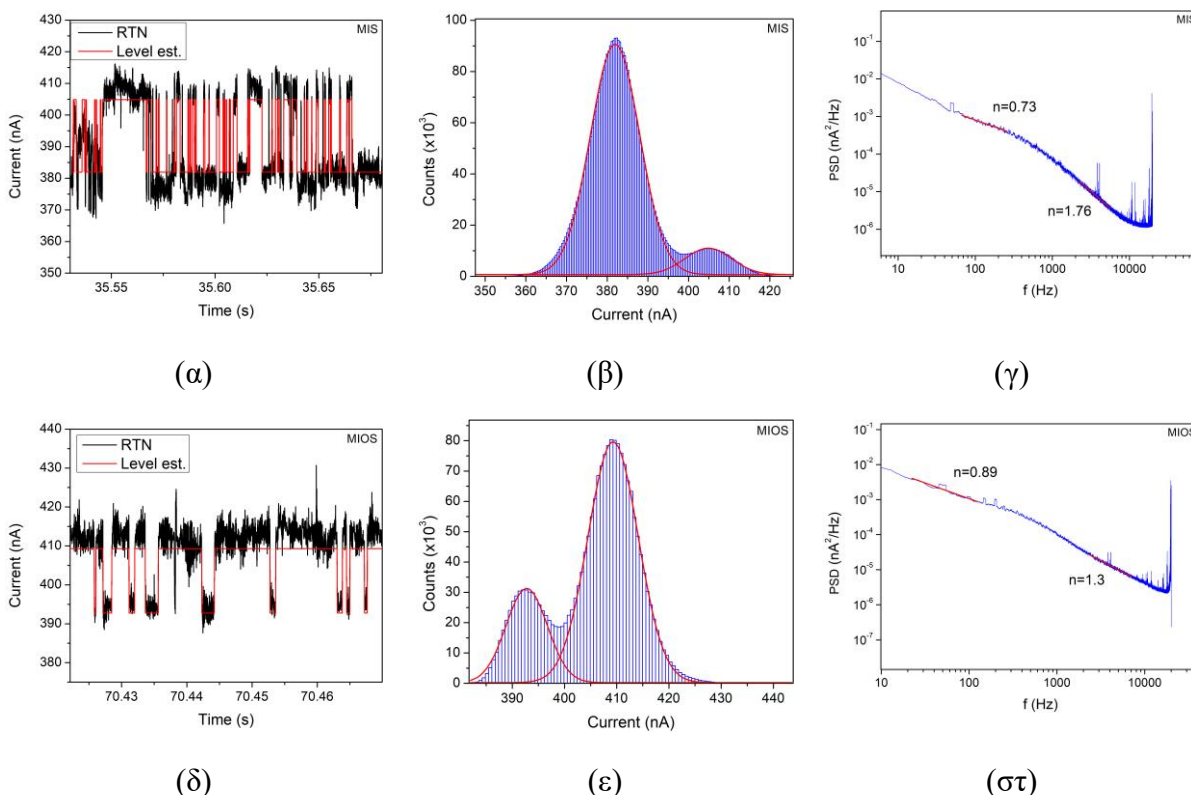 RTN
Level est.
MIS
Current (nA)
430
420
410
400
390
380
370
360
350
35.55
35.60
35.65
Time (s)
(α)
MIS
Counts (x10³)
100
80
60
40
20
0
350
360
370
380
390
400
410
420
Current (nA)
(β)
MIS
PSD (nA²/Hz)
10⁻¹
10⁻²
10⁻³
10⁻⁴
10⁻⁵
10⁻⁶
n=0.73
n=1.76
10
100
1000
10000
f (Hz)
(γ)
RTN
Level est.
MIOS
Current (nA)
440
430
420
410
400
390
380
370
70.43
70.44
70.45
70.46
Time (s)
(δ)
MIOS
Counts (x10³)
80
70
60
50
40
30
20
10
0
390
400
410
420
430
440
Current (nA)
(ε)
MIOS
PSD (nA²/Hz)
10⁻¹
10⁻²
10⁻³
10⁻⁴
10⁻⁵
10⁻⁶
10⁻⁷
n=0.89
n=1.3
10
100
1000
10000
f (Hz)
(στ)